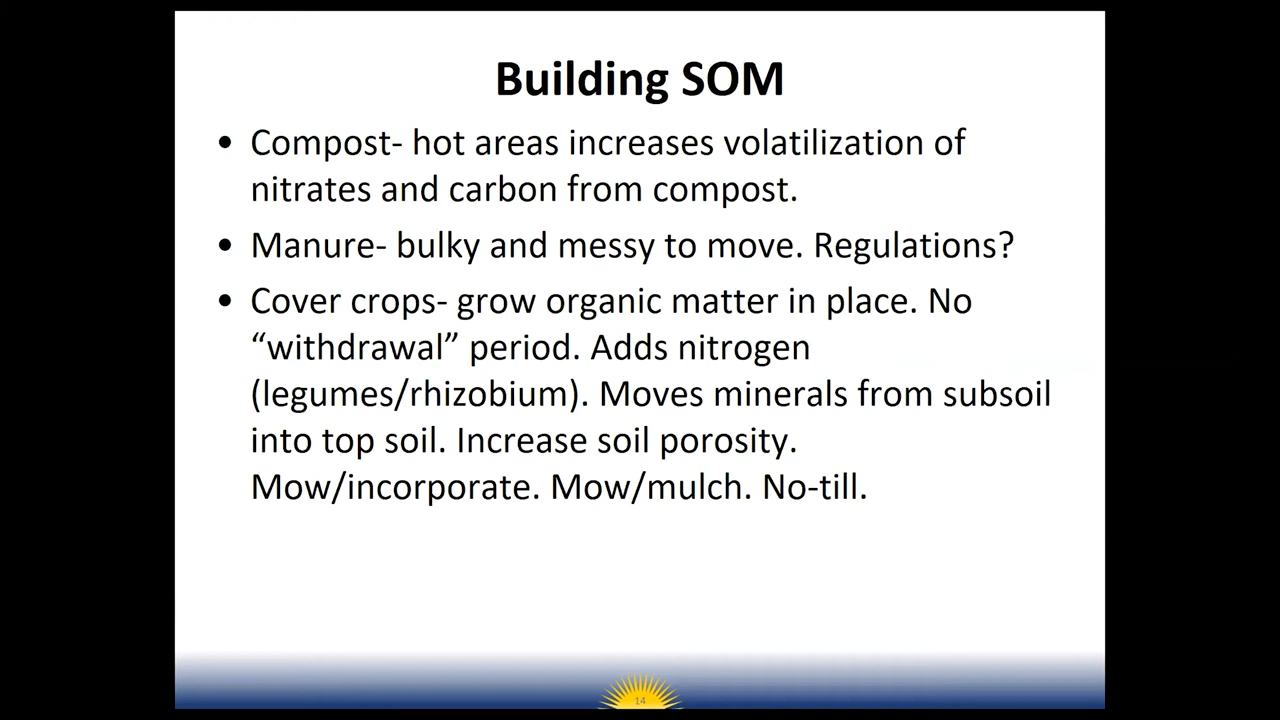 Building SOM
• Compost- hot areas increases volatilization of
nitrates and carbon from compost.
• Manure- bulky and messy to move. Regulations?
• Cover crops- grow organic matter in place. No
“withdrawal” period. Adds nitrogen
(legumes/rhizobium). Moves minerals from subsoil
into top soil. Increase soil porosity.
Mow/incorporate. Mow/mulch. No-till.
14